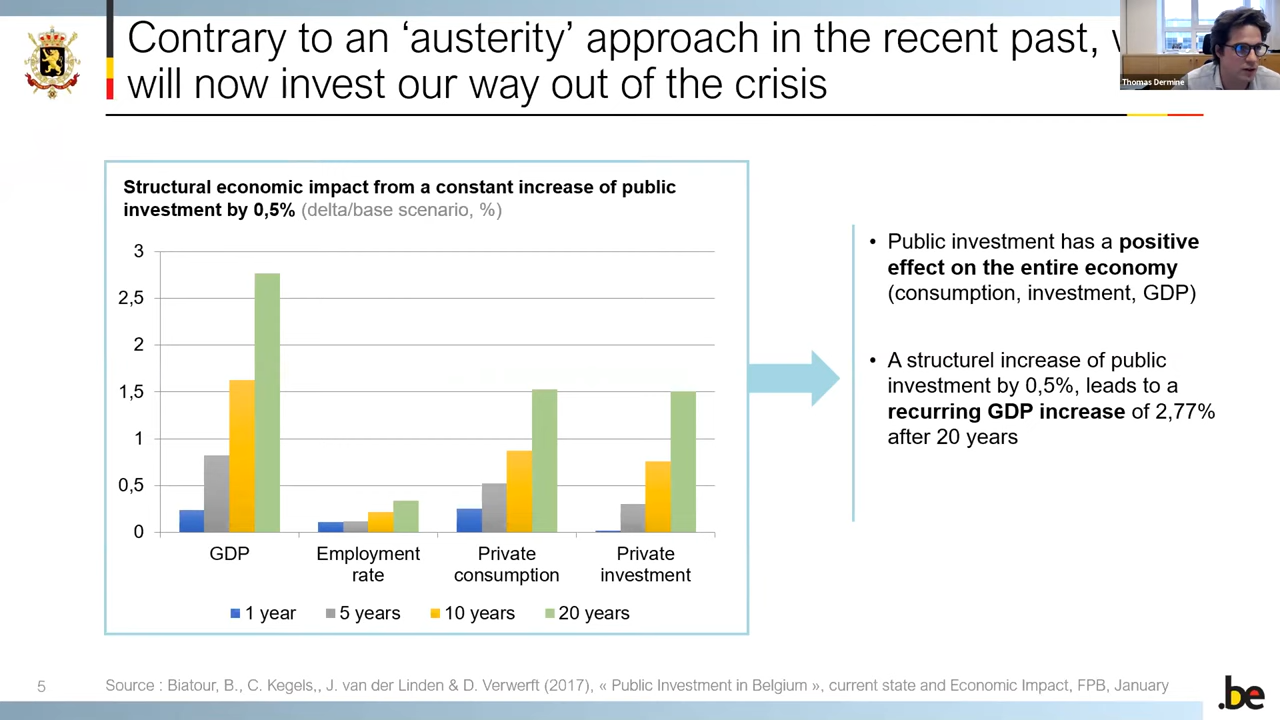 Contrary to an ‘austerity’ approach in the recent past,
will now invest our way out of the crisis
Thomas Dermine
Structural economic impact from a constant increase of public
investment by 0,5% (delta/base scenario, %)
3
2,5
2
1,5
1
0,5
0
GDP
Employment
rate
Private
consumption
Private
investment
1 year
5 years
10 years
20 years
• Public investment has a positive
effect on the entire economy
(consumption, investment, GDP)
• A structurel increase of public
investment by 0,5%, leads to a
recurring GDP increase of 2,77%
after 20 years
5
Source : Biatour, B., C. Kegels,, J. van der Linden & D. Verwerft (2017), « Public Investment in Belgium », current state and Economic Impact, FPB, January
.be